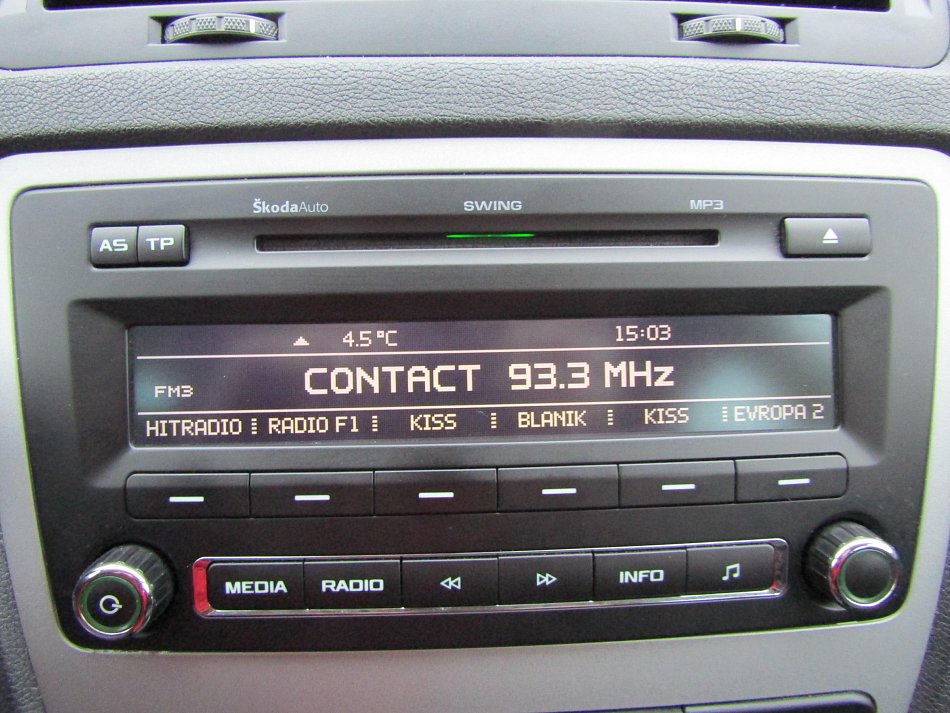 ŠkodaAuto SWING MP3
AS TP
4.5°C 15:03
FM3 CONTACT 93.3 MHz
HITRADIO RADIO F1 KISS BLANIK KISS EVROPA 2
MEDIA RADIO INFO